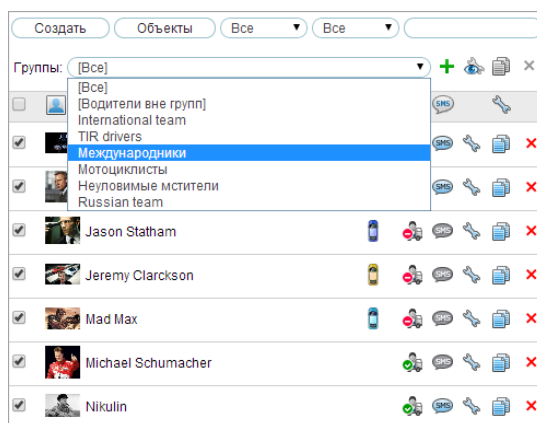 Создать Объекты Все Все
Группы: [Все]
[Все]
[Водители вне групп]
International team
TIR drivers
Международники
Мотоциклисты
Неуловимые мстители
Russian team
SMS
SMS
SMS
Jason Statham SMS
Jeremy Clarckson SMS
Mad Max SMS
Michael Schumacher SMS
Nikulin SMS